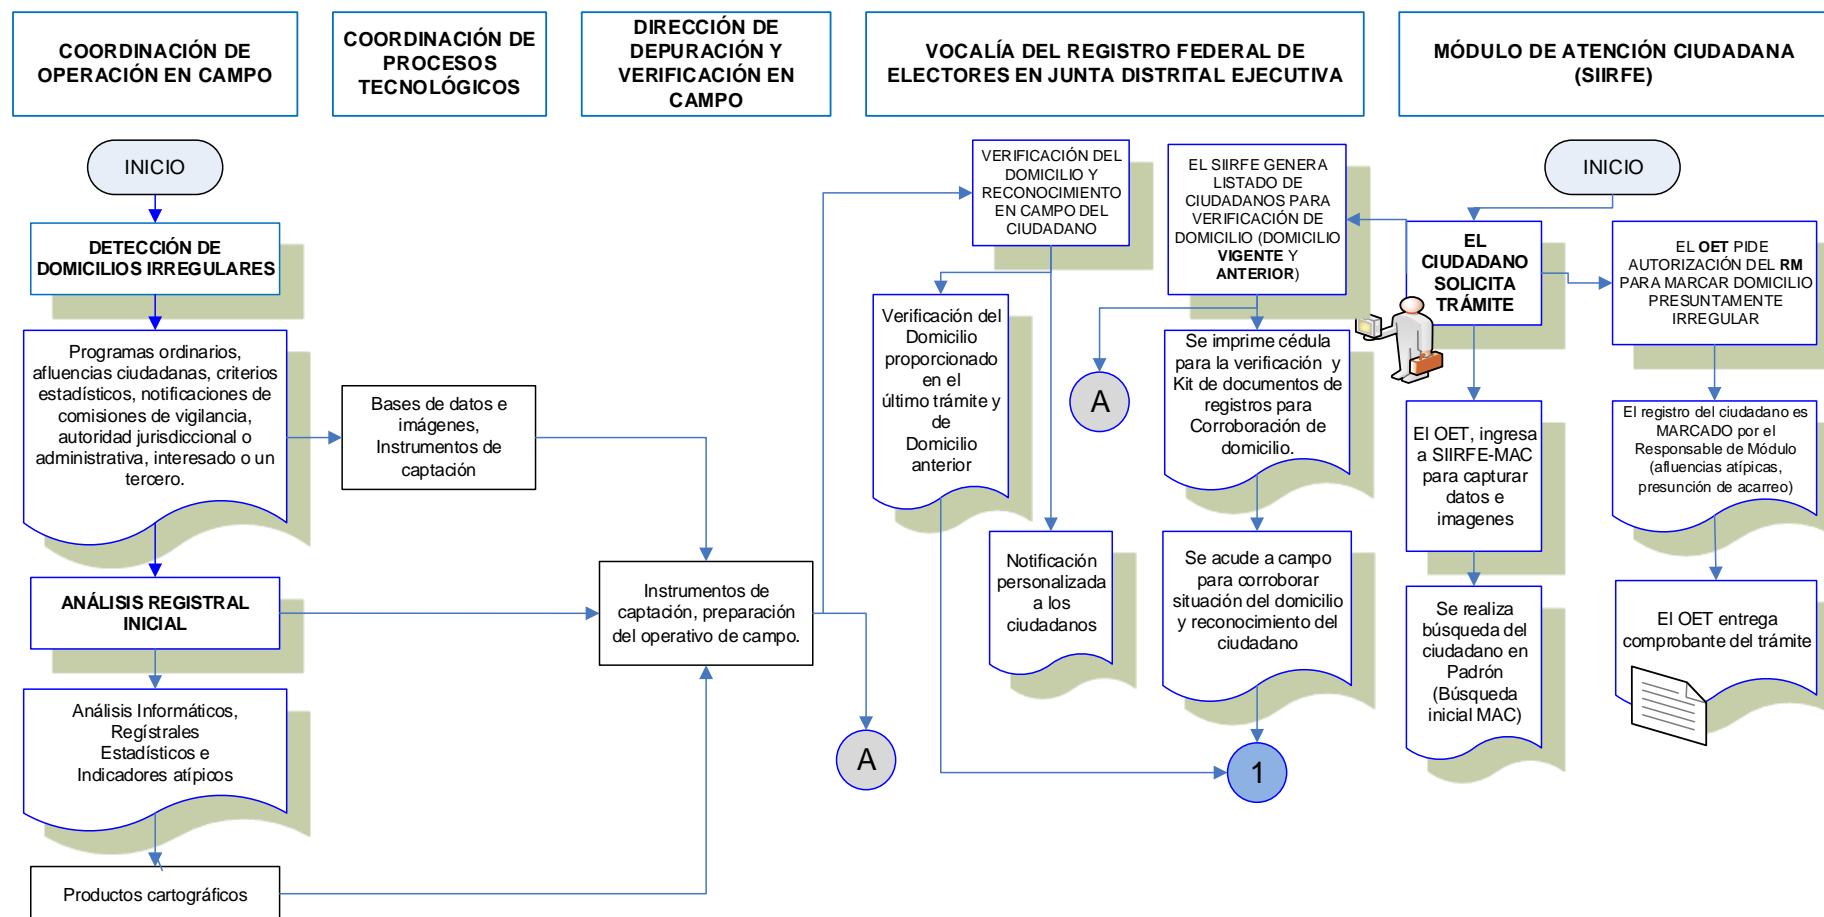 COORDINACIÓN DE
OPERACIÓN EN CAMPO
COORDINACIÓN DE
PROCESOS
TECNOLÓGICOS
DIRECCIÓN DE
DEPURACIÓN Y
VERIFICACIÓN EN
CAMPO
VOCALÍA DEL REGISTRO FEDERAL DE
ELECTORES EN JUNTA DISTRITAL EJECUTIVA
MÓDULO DE ATENCIÓN CIUDADANA
(SIIRFE)
INICIO
DETECCIÓN DE
DOMICILIOS IRREGULARES
Programas ordinarios,
afluencias ciudadanas, criterios
estadísticos, notificaciones de
comisiones de vigilancia,
autoridad jurisdiccional o
administrativa, interesado o un
tercero.
ANÁLISIS REGISTRAL
INICIAL
Análisis Informáticos,
Regístrales
Estadísticos e
Indicadores atípicos
Productos cartográficos
Bases de datos e
imágenes,
Instrumentos de
captación
Instrumentos de
captación, preparación
del operativo de campo.
A
VERIFICACIÓN DEL
DOMICILIO Y
RECONOCIMIENTO
EN CAMPO DEL
CIUDADANO
Verificación del
Domicilio
proporcionado
en el
último trámite y
de
Domicilio
anterior
Notificación
personalizada
a los
ciudadanos
EL SIIRFE GENERA
LISTADO DE
CIUDADANOS PARA
VERIFICACIÓN DE
DOMICILIO (DOMICILIO
VIGENTE Y
ANTERIOR)
A
Se imprime cédula
para la verificación y
Kit de documentos de
registros para
Corroboración de
domicilio.
Se acude a campo
para corroborar
situación del domicilio
y reconocimiento del
ciudadano
1
INICIO
EL
CIUDADANO
SOLICITA
TRÁMITE
El OET, ingresa
a SIIRFE-MAC
para capturar
datos e
imagenes
Se realiza
búsqueda del
ciudadano en
Padrón
(Búsqueda
inicial MAC)
EL OET PIDE
AUTORIZACIÓN DEL RM
PARA MARCAR DOMICILIO
PRESUNTAMENTE
IRREGULAR
El registro del ciudadano es
MARCADO por el
Responsable de Módulo
(afluencias atípicas,
presunción de acarreo)
El OET entrega
comprobante del trámite